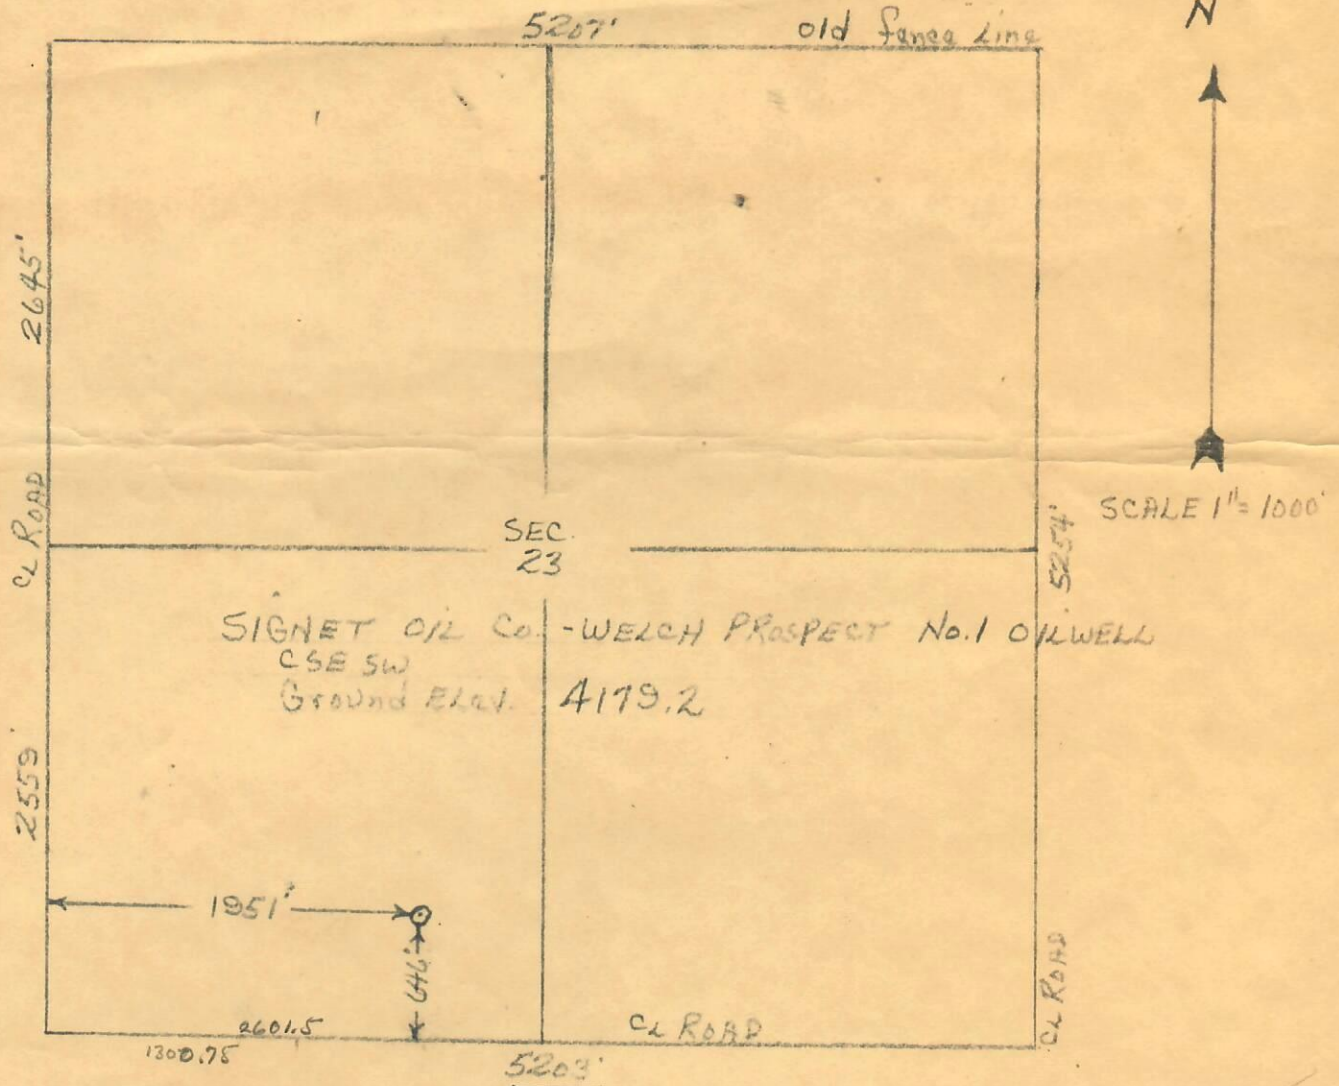 N
5207'
old fence Line
2645'
CL ROAD
SCALE 1"= 1000'
SEC.
23
5254'
SIGNET OIL Co. - WELCH PROSPECT No.1 OILWELL
CSE SW
Ground Elev. 4179.2
2559'
1951'
646'
CL ROAD
2601.5
CL ROAD
1300.75
5203'